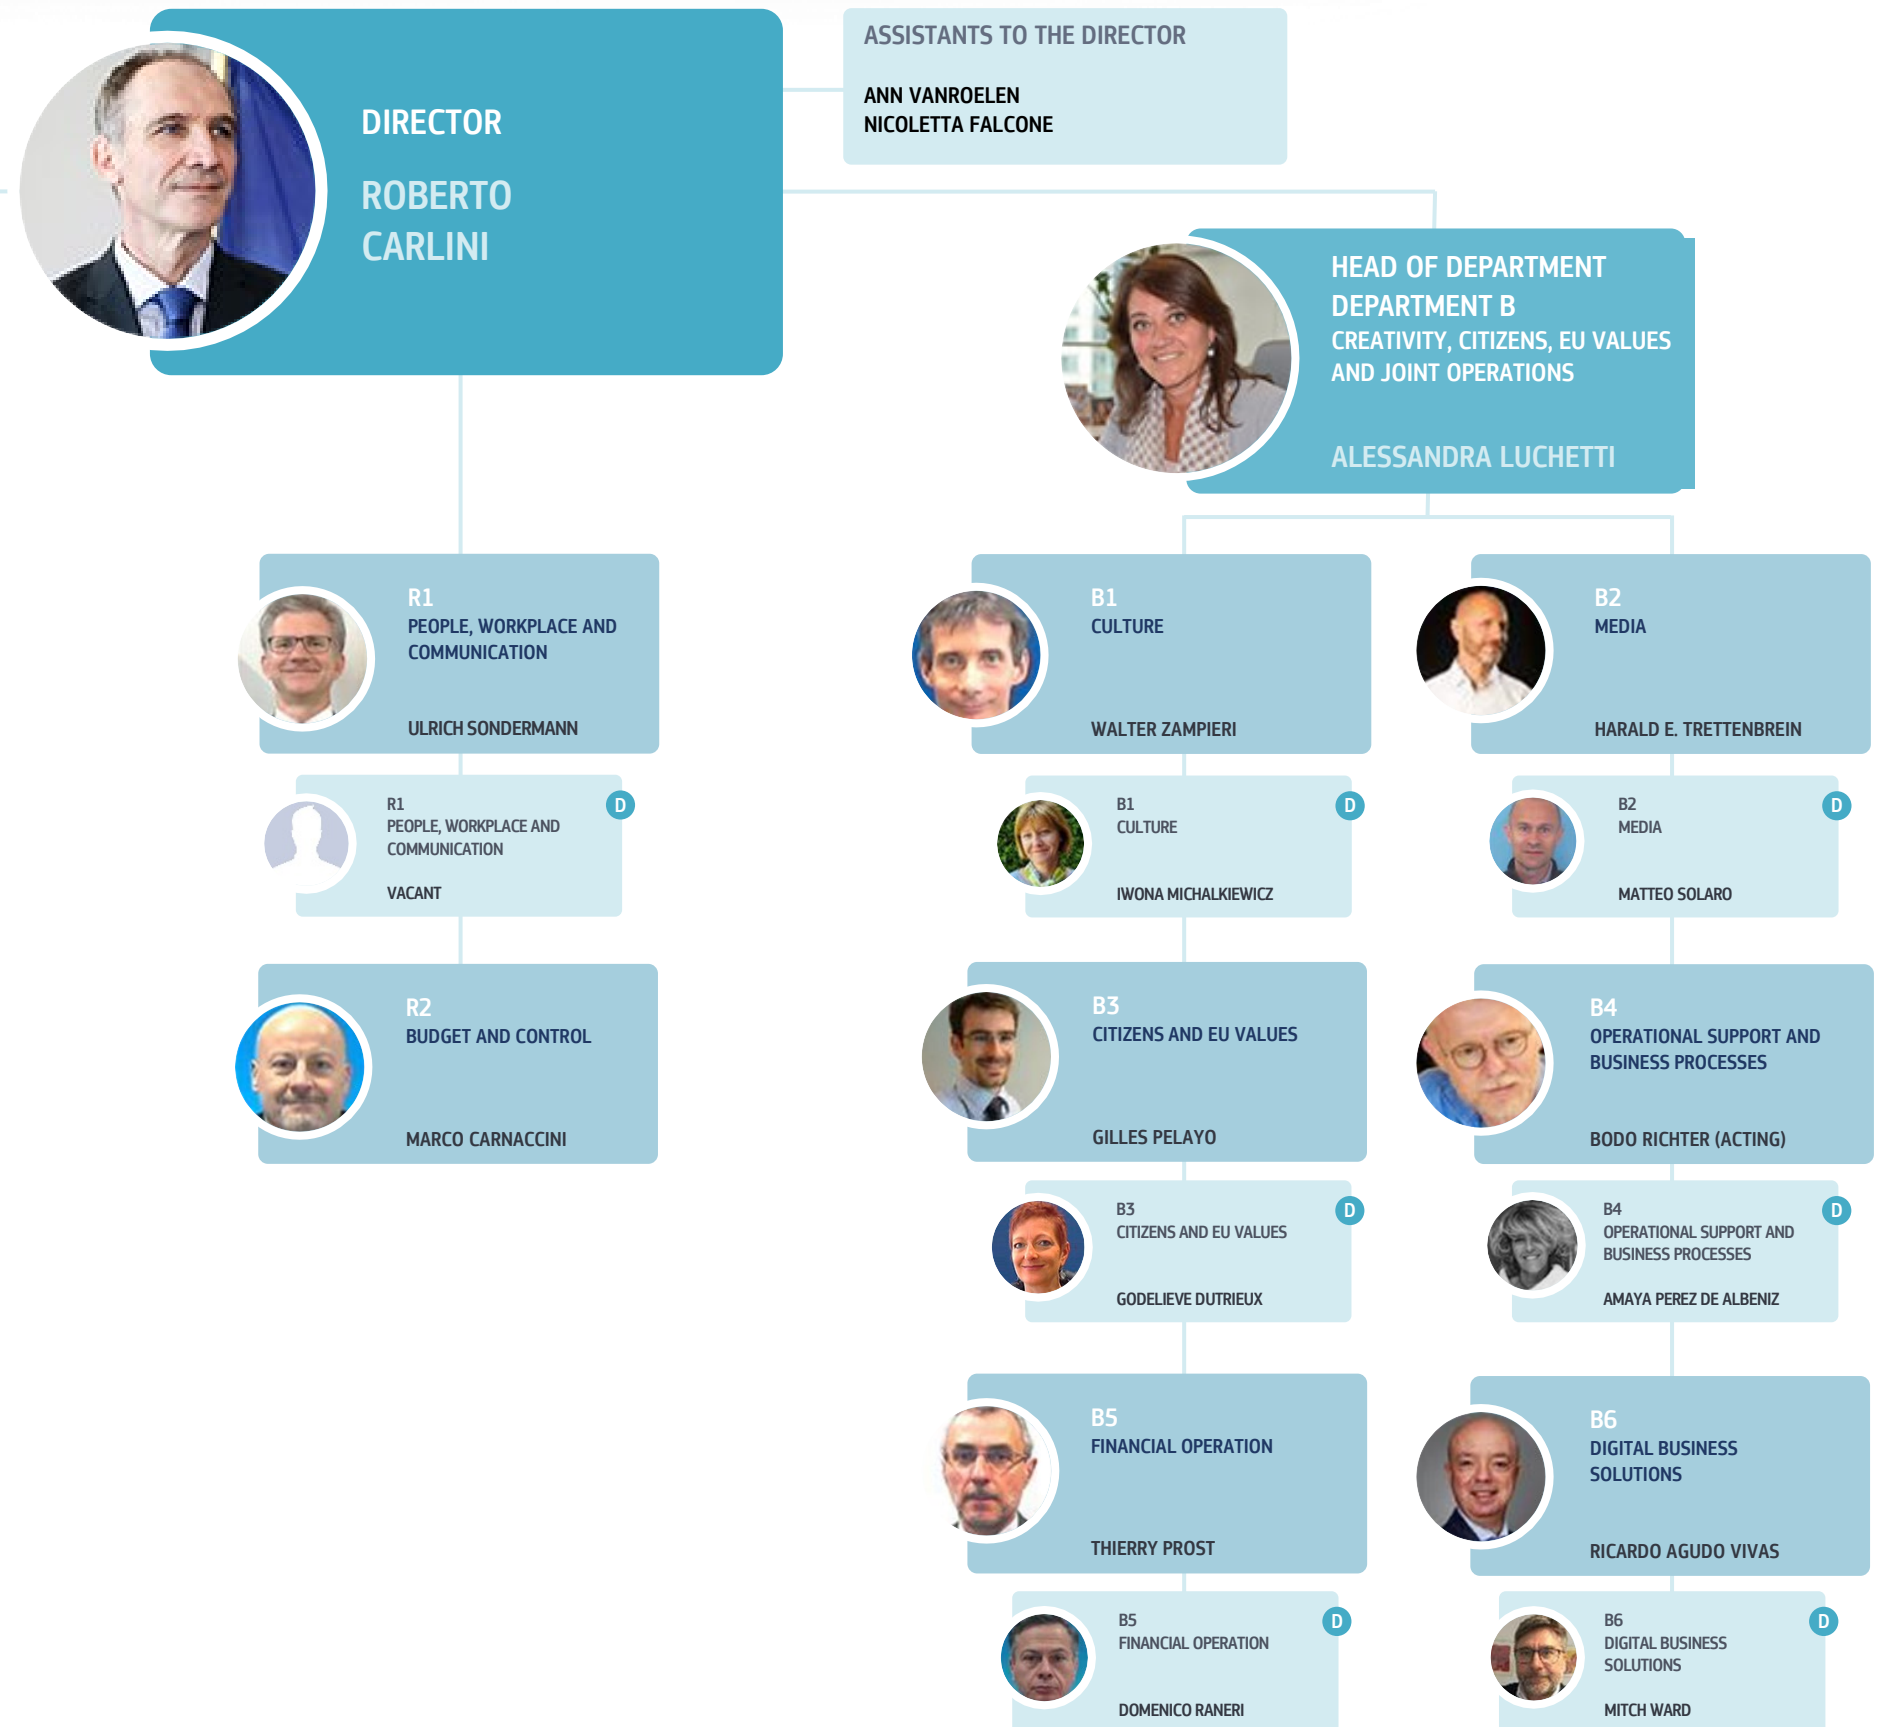 DIRECTOR
ROBERTO
CARLINI
ASSISTANTS TO THE DIRECTOR
ANN VANROELEN
NICOLETTA FALCONE
HEAD OF DEPARTMENT
DEPARTMENT B
CREATIVITY, CITIZENS, EU VALUES
AND JOINT OPERATIONS
ALESSANDRA LUCHETTI
R1
PEOPLE, WORKPLACE AND
COMMUNICATION
ULRICH SONDERMANN
R1
D
PEOPLE, WORKPLACE AND
COMMUNICATION
VACANT
R2
BUDGET AND CONTROL
MARCO CARNACCINI
B1
CULTURE
WALTER ZAMPIERI
B1
D
CULTURE
IWONA MICHALKIEWICZ
B2
MEDIA
HARALD E. TRETTENBREIN
B2
D
MEDIA
MATTEO SOLARO
B3
CITIZENS AND EU VALUES
GILLES PELAYO
B3
D
CITIZENS AND EU VALUES
GODELIEVE DUTRIEUX
B4
OPERATIONAL SUPPORT AND
BUSINESS PROCESSES
BODO RICHTER (ACTING)
B4
D
OPERATIONAL SUPPORT AND
BUSINESS PROCESSES
AMAYA PEREZ DE ALBENIZ
B5
FINANCIAL OPERATION
THIERRY PROST
B5
D
FINANCIAL OPERATION
DOMENICO RANERI
B6
DIGITAL BUSINESS
SOLUTIONS
RICARDO AGUDO VIVAS
B6
D
DIGITAL BUSINESS
SOLUTIONS
MITCH WARD